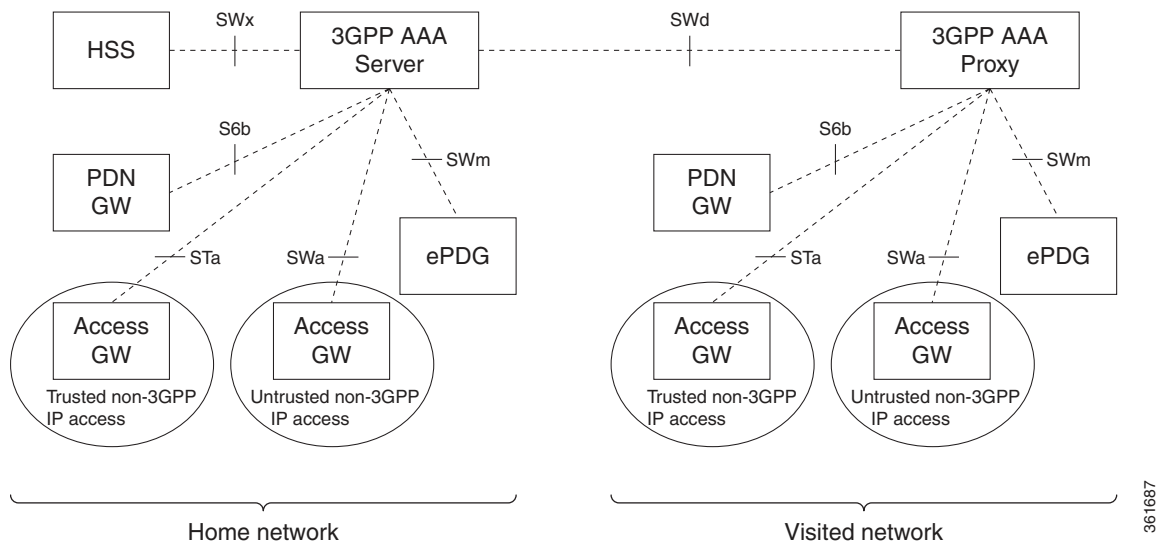 SWx
SWd
HSS
3GPP AAA
Server
3GPP AAA
Proxy
S6b
SWm
S6b
SWm
PDN
GW
ePDG
PDN
GW
ePDG
STa
SWa
STa
SWa
Access
GW
Trusted non-3GPP
IP access
Access
GW
Untrusted non-3GPP
IP access
Access
GW
Trusted non-3GPP
IP access
Access
GW
Untrusted non-3GPP
IP access
Home network
Visited network
361687